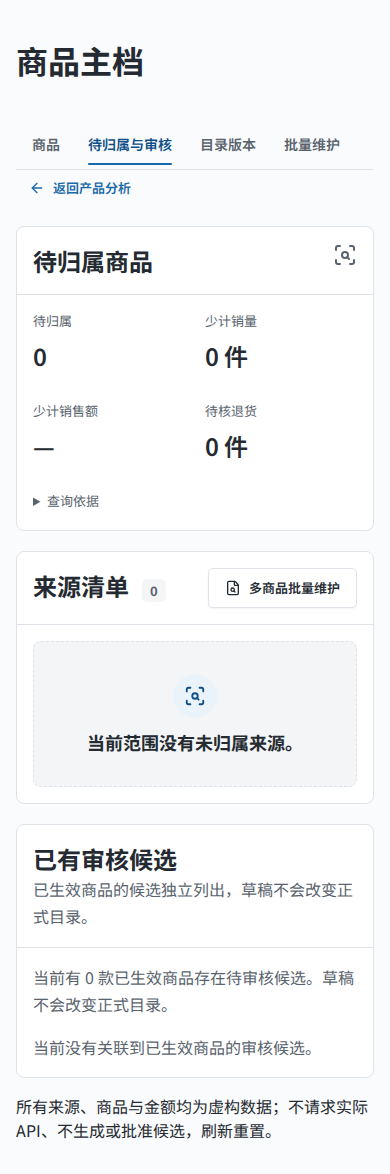 商品主档
商品 待归属与审核 目录版本 批量维护
← 返回产品分析
待归属商品
待归属 少计销量
0 0 件
少计销售额 待核退货
— 0 件
▶ 查询依据
来源清单 0 多商品批量维护
当前范围没有未归属来源。
已有审核候选
已生效商品的候选独立列出，草稿不会改变正
式目录。
当前有 0 款已生效商品存在待审核候选。草稿
不会改变正式目录。
当前没有关联到已生效商品的审核候选。
所有来源、商品与金额均为虚构数据；不请求实际
API、不生成或批准候选，刷新重置。